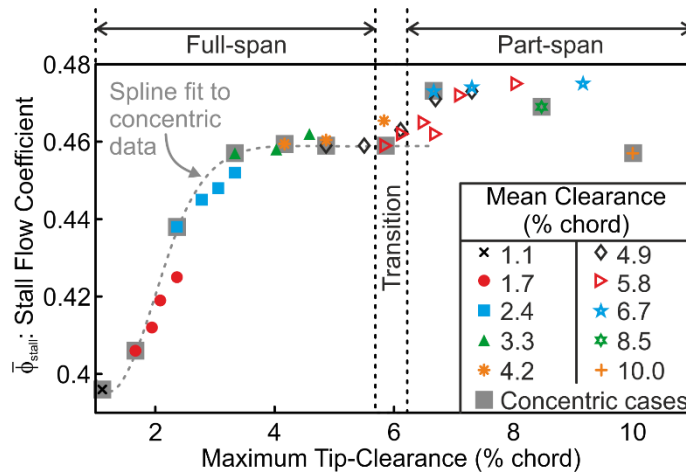 Full-span
Part-span
0.48
0.46
0.44
0.42
0.4
Spline fit to
concentric
data
Transition
ϕ̄stall: Stall Flow Coefficient
Mean Clearance
(% chord)
1.1
4.9
1.7
5.8
2.4
6.7
3.3
8.5
4.2
10.0
Concentric cases
2
4
6
8
10
Maximum Tip-Clearance (% chord)